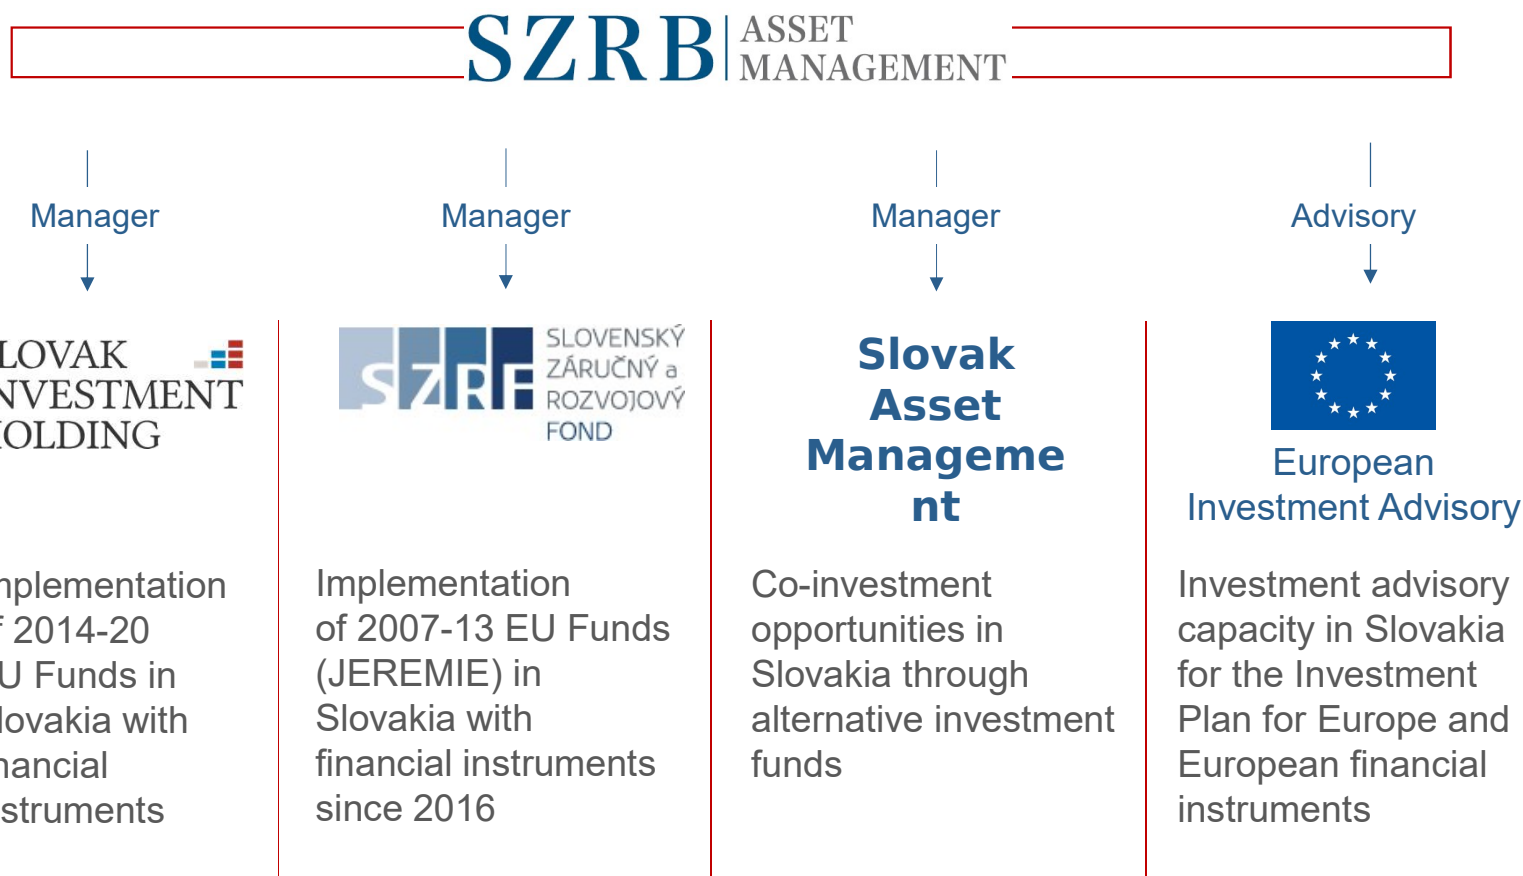 SZRB ASSET
MANAGEMENT
Manager
Manager
Manager
Advisory
LOVAK
NVESTMENT
OLDING
SZRF
SLOVENSKÝ
ZÁRUČNÝ a
ROZVOJOVÝ
FOND
Slovak
Asset
Manageme
nt
European
Investment Advisory
mplementation
f 2014-20
U Funds in
lovakia with
nancial
struments
Implementation
of 2007-13 EU Funds
(JEREMIE) in
Slovakia with
financial instruments
since 2016
Co-investment
opportunities in
Slovakia through
alternative investment
funds
Investment advisory
capacity in Slovakia
for the Investment
Plan for Europe and
European financial
instruments